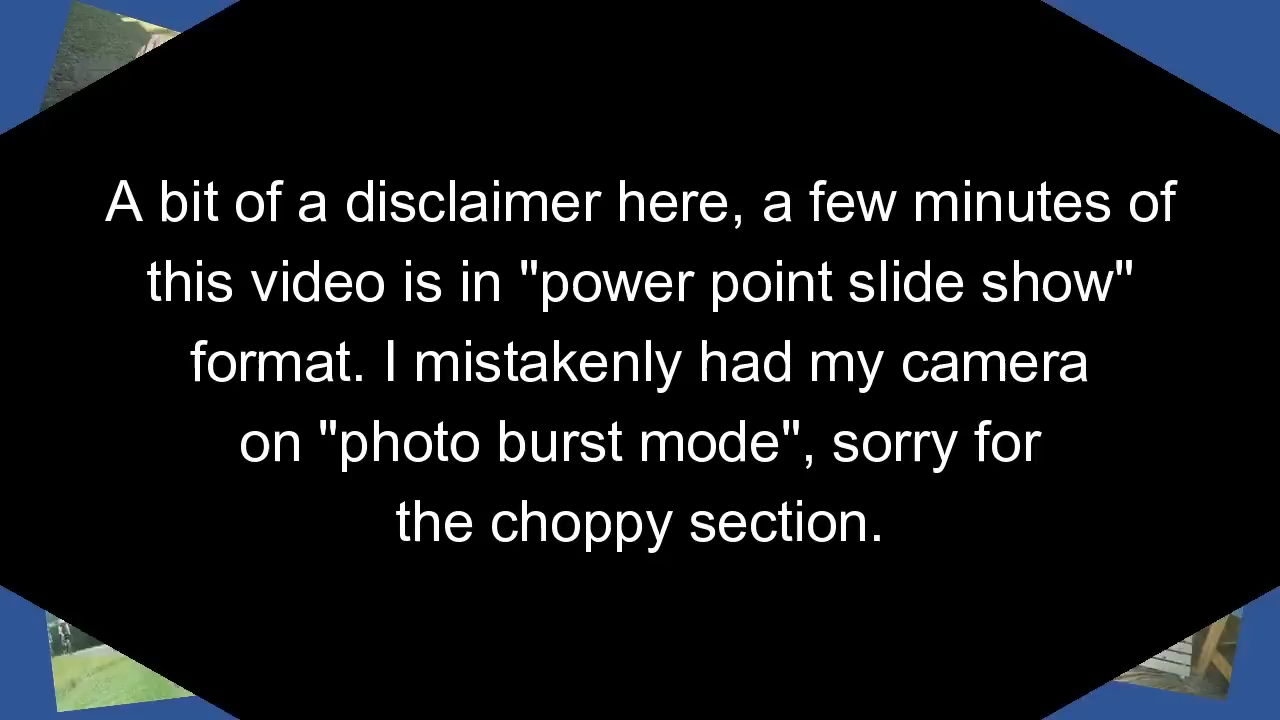 A bit of a disclaimer here, a few minutes of
this video is in "power point slide show"
format. I mistakenly had my camera
on "photo burst mode", sorry for
the choppy section.